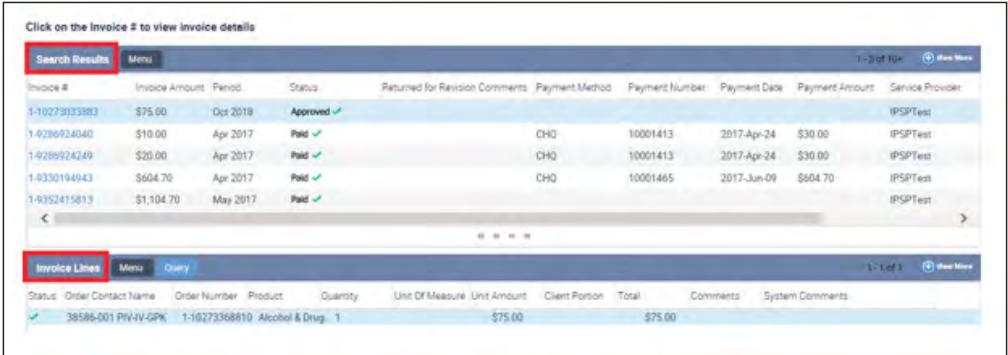 Click on the Invoice # to view invoice details
Search Results Menu 1 - 5 of 10+ View More
Invoice # Invoice Amount Period Status Returned for Revision Comments Payment Method Payment Number Payment Date Payment Amount Service Provider
1-10273033883 $75.00 Oct 2018 Approved IPSPTest
1-9286924040 $10.00 Apr 2017 Paid CHQ 10001413 2017-Apr-24 $30.00 IPSPTest
1-9286924249 $20.00 Apr 2017 Paid CHQ 10001413 2017-Apr-24 $30.00 IPSPTest
1-9330194943 $604.70 Apr 2017 Paid CHQ 10001465 2017-Jun-09 $604.70 IPSPTest
1-9352415813 $1,104.70 May 2017 Paid IPSPTest
Invoice Lines Menu Query 1 - 1 of 1 View More
Status Order Contact Name Order Number Product Quantity Unit Of Measure Unit Amount Client Portion Total Comments System Comments
38586-001 PIV-IV-GPK 1-10273368810 Alcohol & Drug... 1 $75.00 $75.00